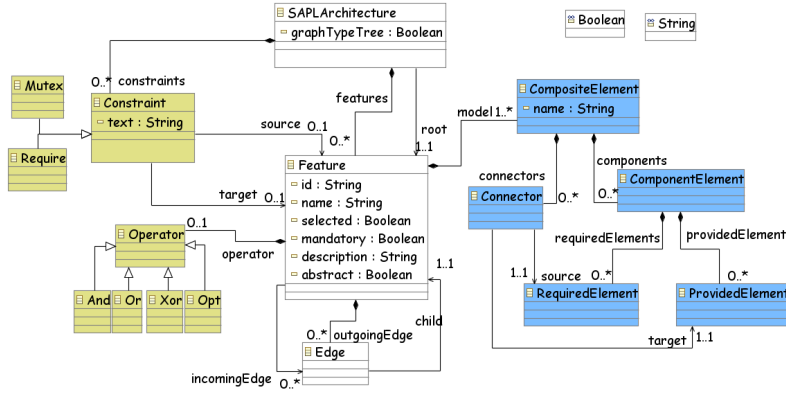 SAPLArchitecture
graphTypeTree : Boolean
Boolean
String
0..* constraints
Mutex
Constraint
text : String
Require
features
0..*
root
1..1
source 0..1
target 0..1
model 1..*
CompositeElement
name : String
connectors
0..*
components
0..*
Connector
ComponentElement
Feature
id : String
name : String
selected : Boolean
mandatory : Boolean
description : String
abstract : Boolean
Operator
0..1
operator
And
Or
Xor
Opt
requiredElements
0..*
providedElement
0..*
1..1
source
RequiredElement
ProvidedElement
target
1..1
1..1
child
0..*
outgoingEdge
Edge
incomingEdge
0..*